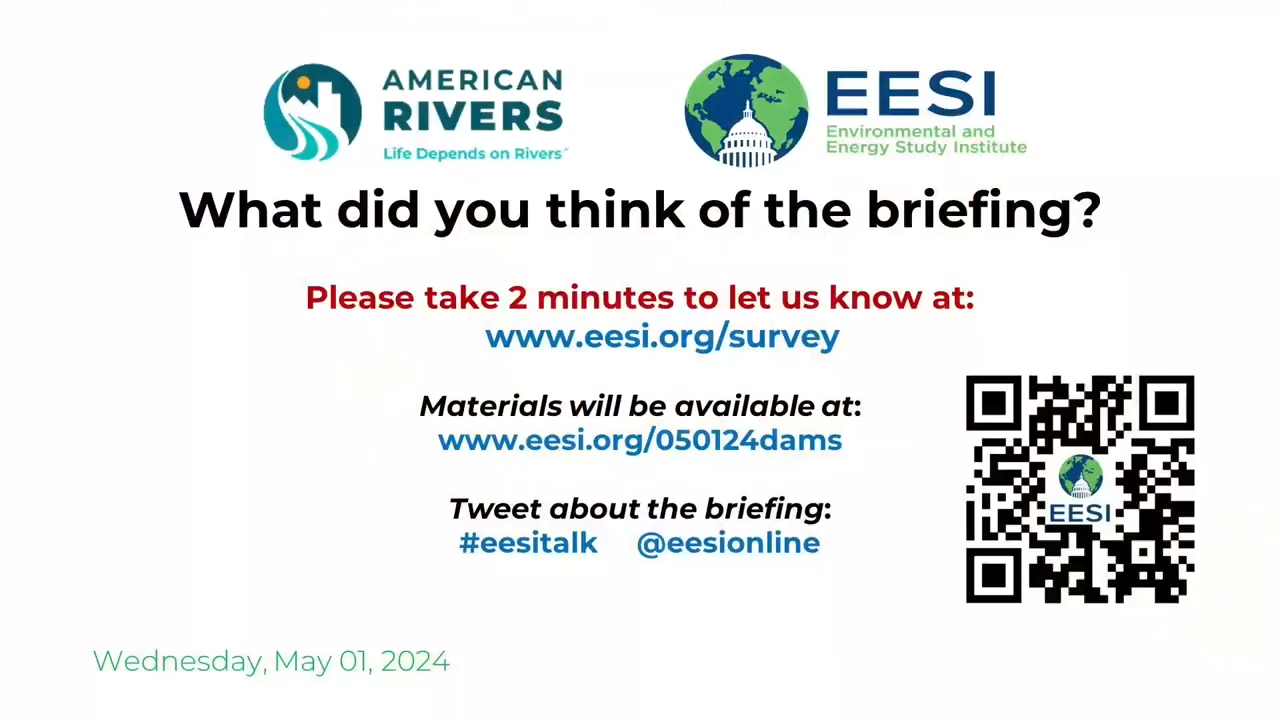 AMERICAN
RIVERS
Life Depends on Rivers℠
EESI
Environmental and
Energy Study Institute
What did you think of the briefing?
Please take 2 minutes to let us know at:
www.eesi.org/survey
Materials will be available at:
www.eesi.org/050124dams
Tweet about the briefing:
#eesitalk @eesionline
EESI
Wednesday, May 01, 2024